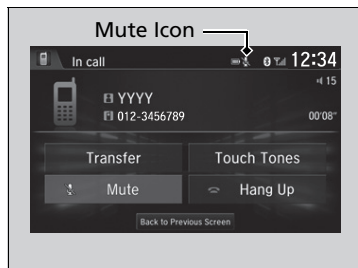 Mute Icon
In call
12:34
15
YYYY
012-3456789
00'08"
Transfer
Touch Tones
Mute
Hang Up
Back to Previous Screen